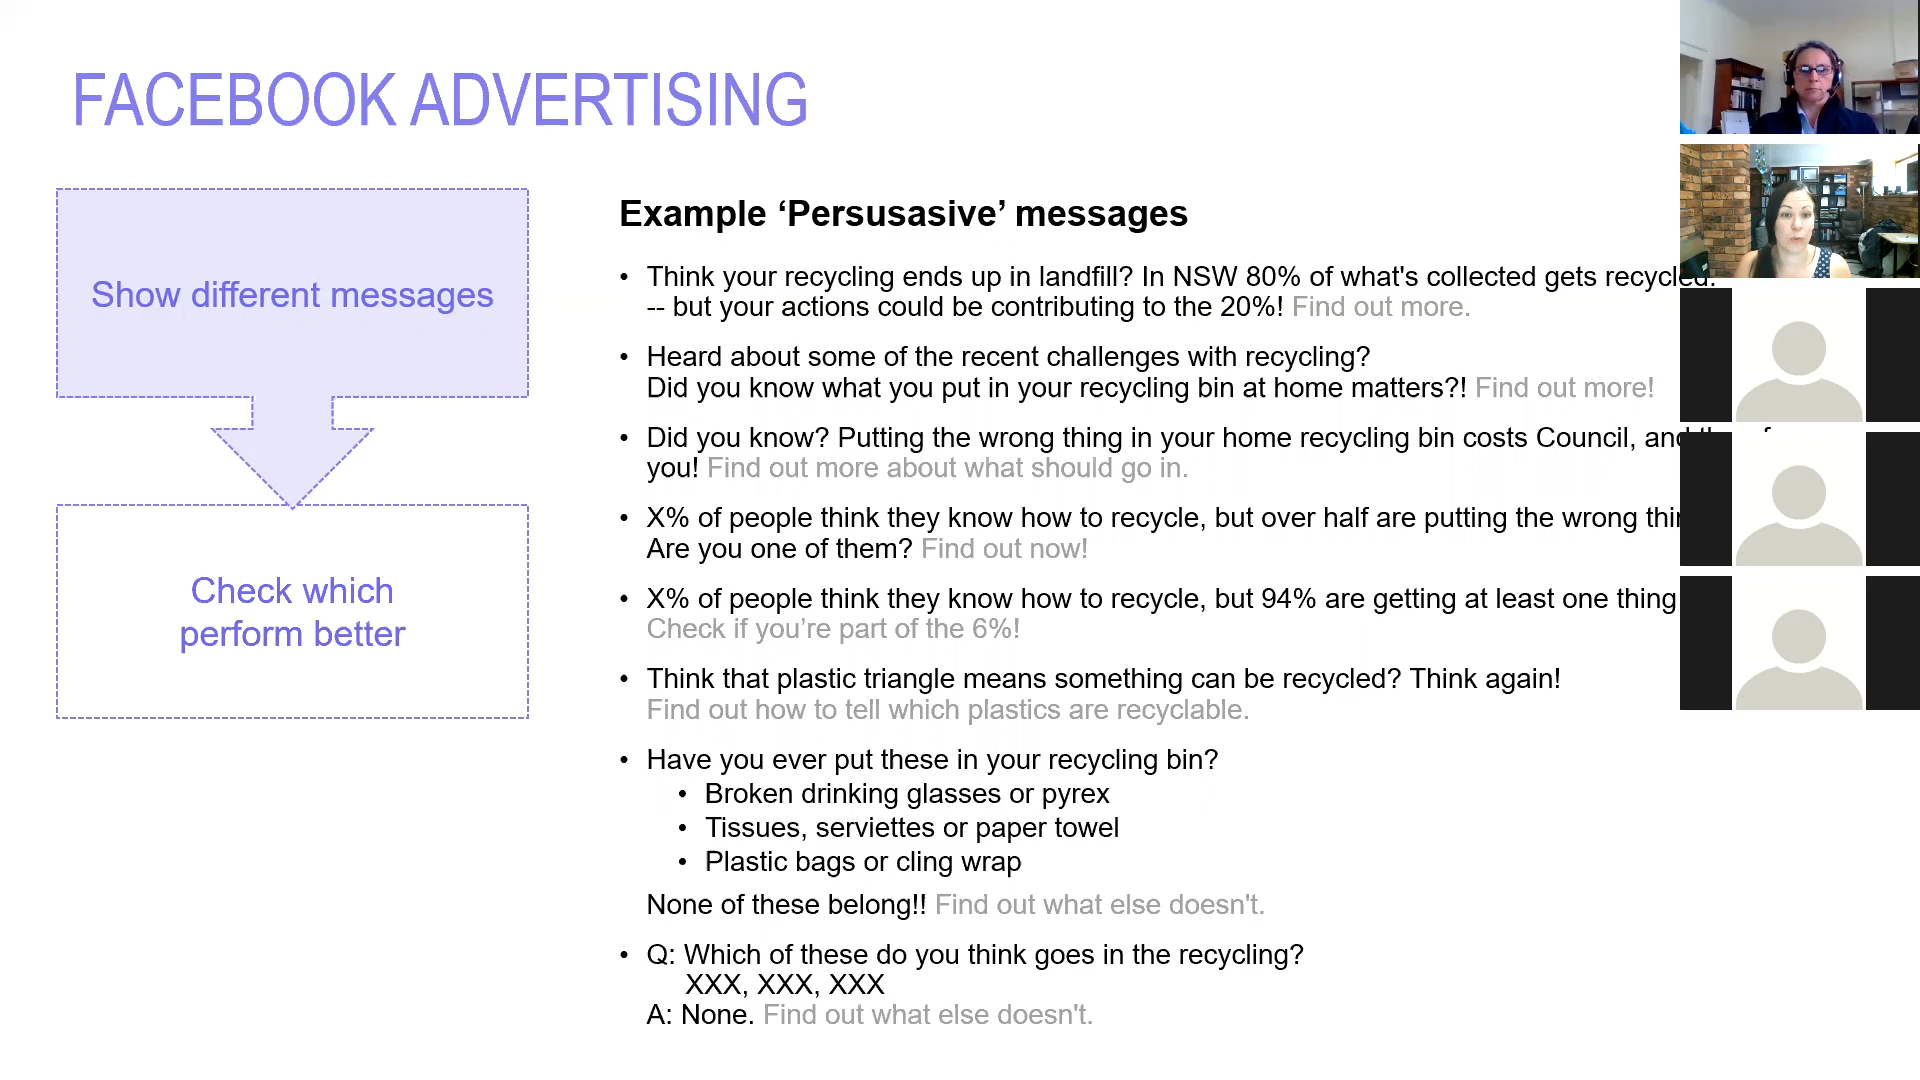 FACEBOOK ADVERTISING
Show different messages
Check which
perform better
Example ‘Persusasive’ messages
• Think your recycling ends up in landfill? In NSW 80% of what's collected gets recycled.
-- but your actions could be contributing to the 20%! Find out more.
• Heard about some of the recent challenges with recycling?
Did you know what you put in your recycling bin at home matters?! Find out more!
• Did you know? Putting the wrong thing in your home recycling bin costs Council, and
you! Find out more about what should go in.
• X% of people think they know how to recycle, but over half are putting the wrong
Are you one of them? Find out now!
• X% of people think they know how to recycle, but 94% are getting at least one thing
Check if you’re part of the 6%!
• Think that plastic triangle means something can be recycled? Think again!
Find out how to tell which plastics are recyclable.
• Have you ever put these in your recycling bin?
• Broken drinking glasses or pyrex
• Tissues, serviettes or paper towel
• Plastic bags or cling wrap
None of these belong!! Find out what else doesn't.
• Q: Which of these do you think goes in the recycling?
XXX, XXX, XXX
A: None. Find out what else doesn't.